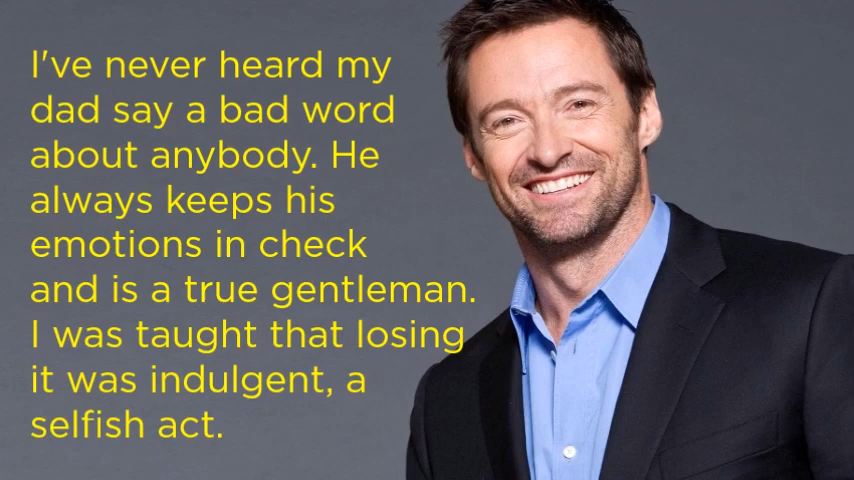 I've never heard my
dad say a bad word
about anybody. He
always keeps his
emotions in check
and is a true gentleman.
I was taught that losing
it was indulgent, a
selfish act.